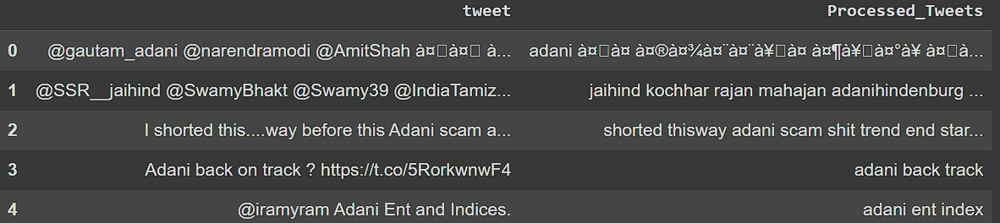 tweet Processed_Tweets
0 @gautam_adani @narendramodi @AmitShah à¤à¤ à... adani à¤à¤ à¤®à¤¾à¤¨à¤¨à¥à¤ à¤¶à¥à¤°à¥ à¤à...
1 @SSR__jaihind @SwamyBhakt @Swamy39 @IndiaTamiz... jaihind kochhar rajan mahajan adanihindenburg ...
2 I shorted this....way before this Adani scam a... shorted thisway adani scam shit trend end star...
3 Adani back on track ? https://t.co/5RorkwnwF4 adani back track
4 @iramyram Adani Ent and Indices. adani ent index